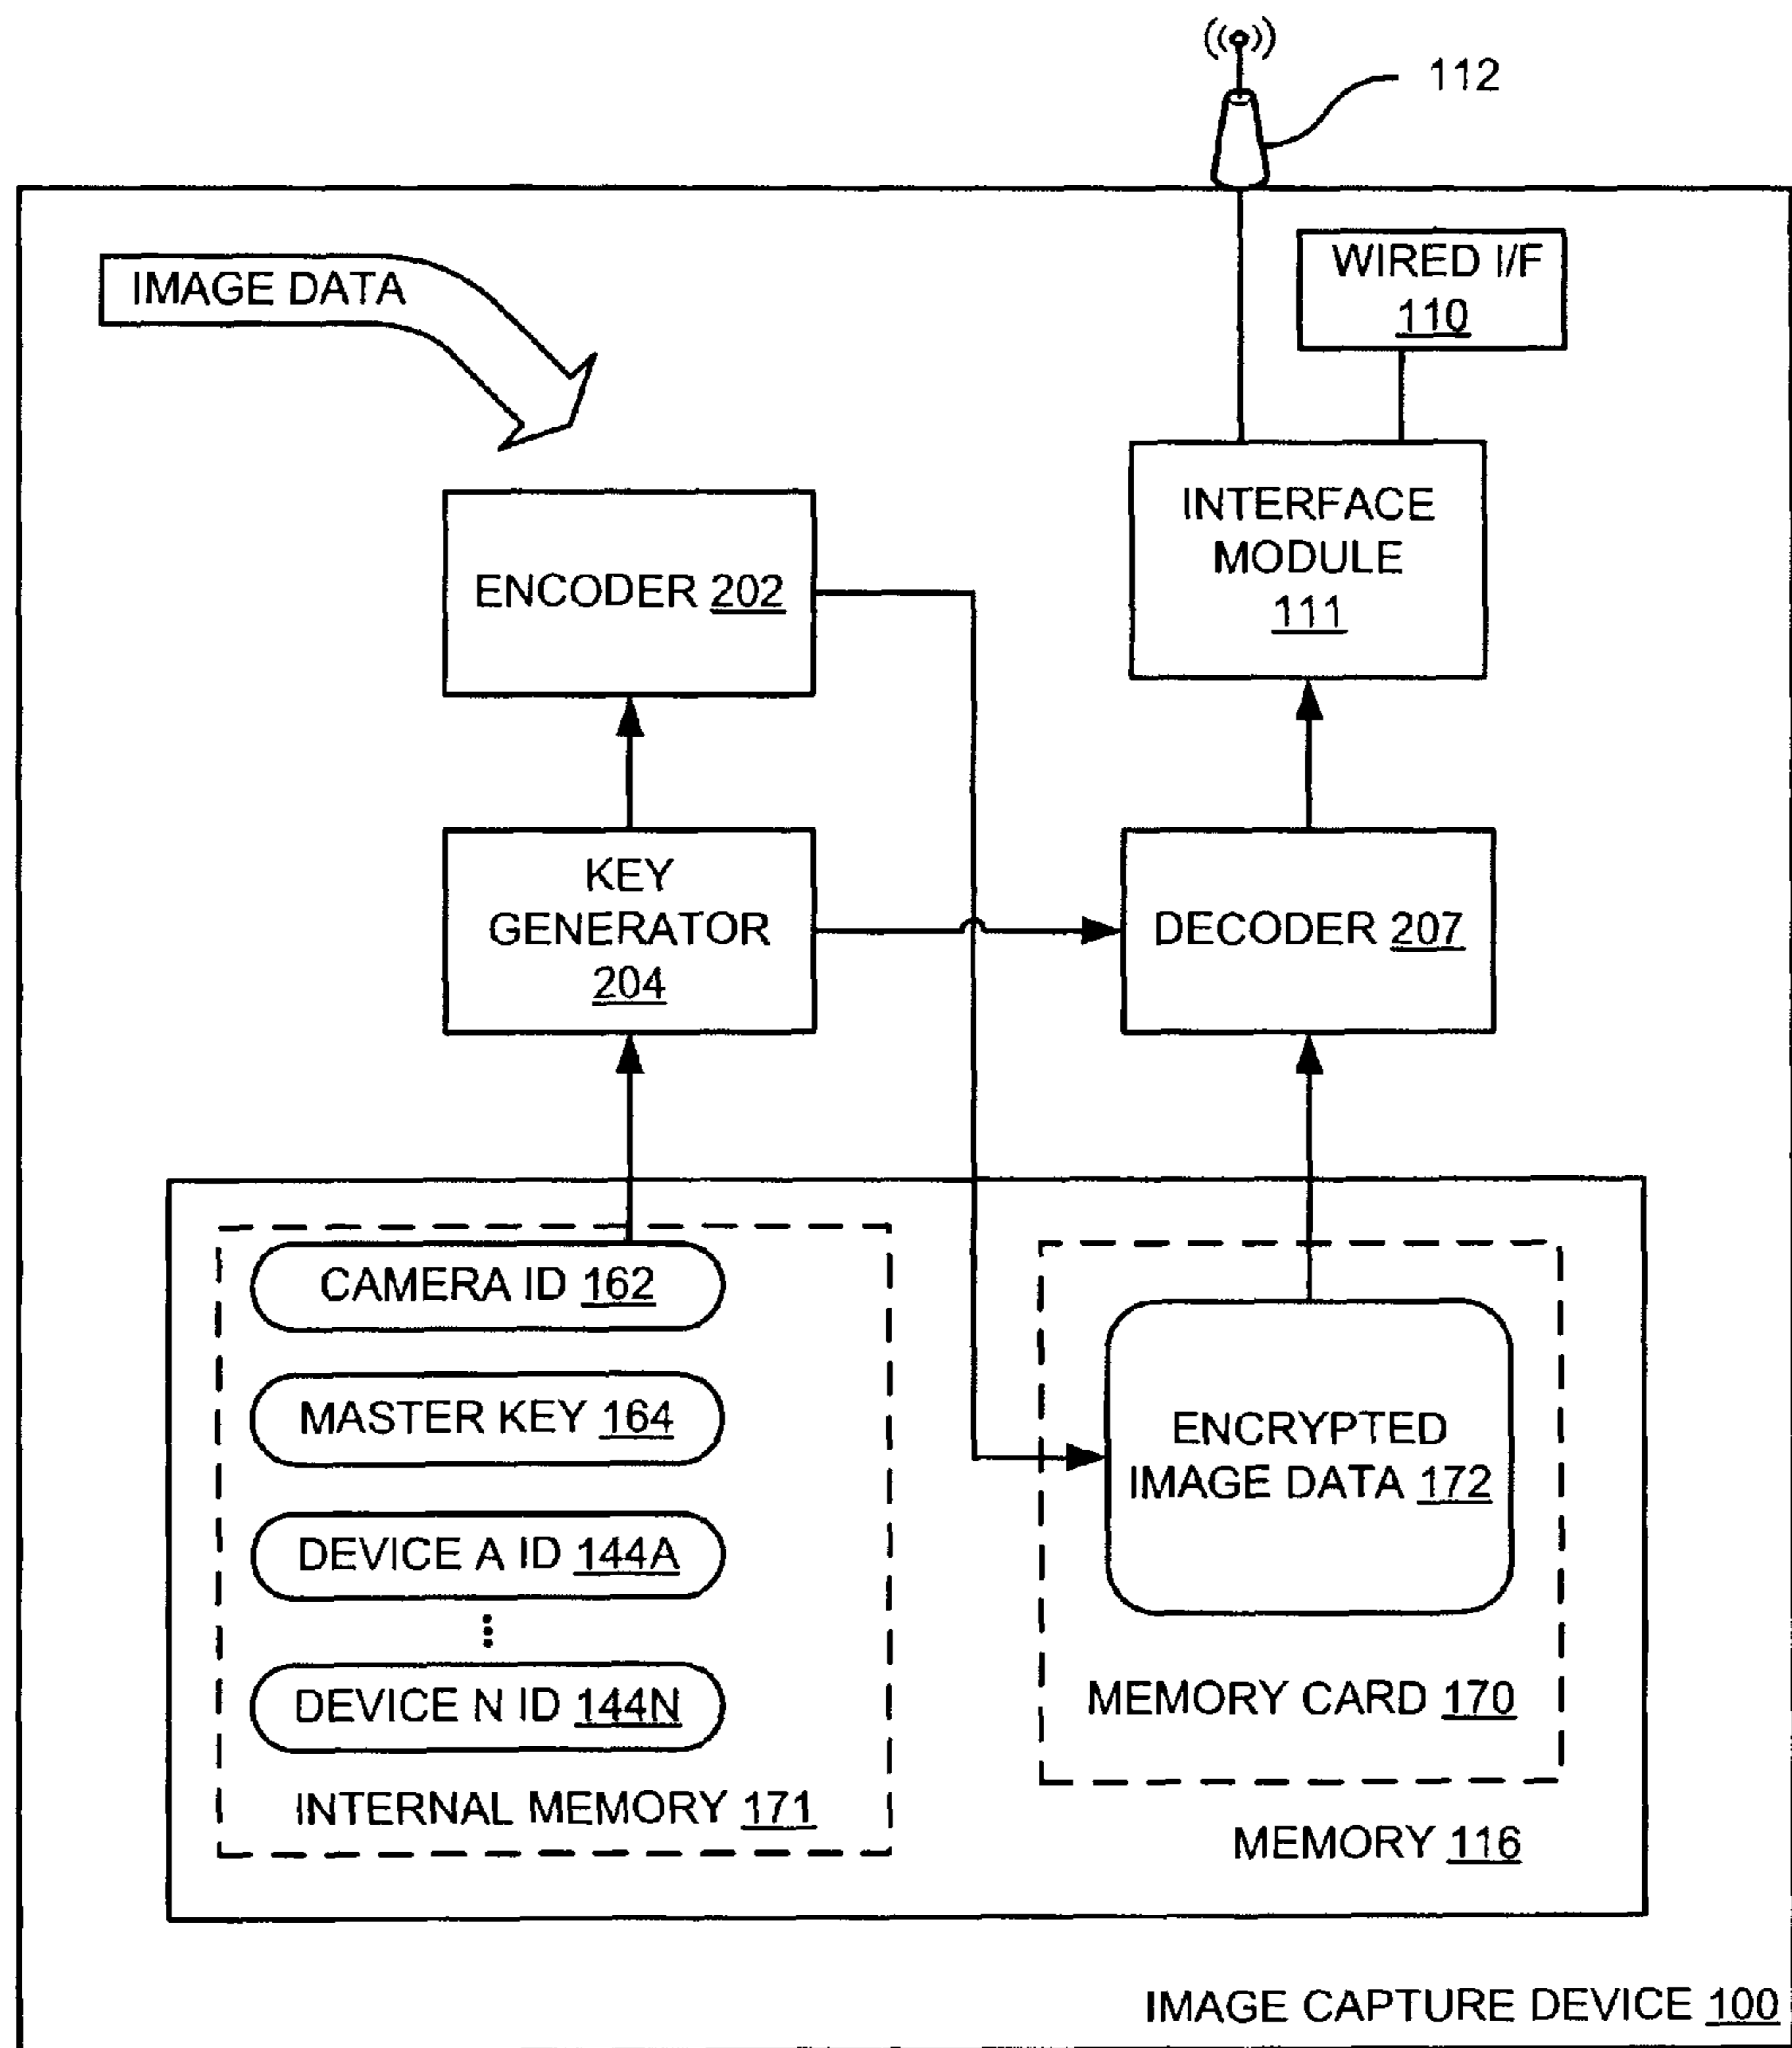 112
WIRED I/F
110
IMAGE DATA
INTERFACE
MODULE
111
ENCODER 202
KEY
GENERATOR
204
DECODER 207
CAMERA ID 162
MASTER KEY 164
DEVICE A ID 144A
DEVICE N ID 144N
INTERNAL MEMORY 171
ENCRYPTED
IMAGE DATA 172
MEMORY CARD 170
MEMORY 116
IMAGE CAPTURE DEVICE 100